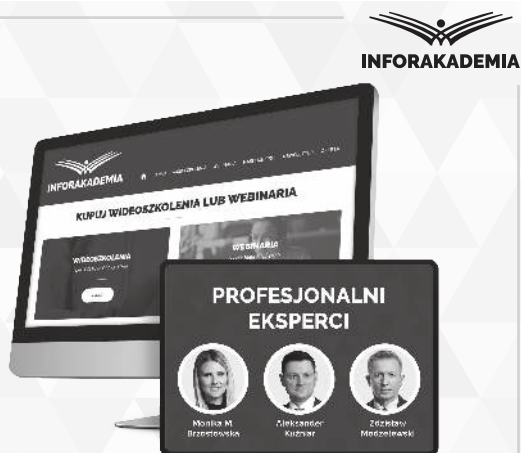 INFORAKADEMIA
INFORAKADEMIA
KUPUJ WIDEOSZKOLENIA LUB WEBINARIA
WIDEOSZKOLENIA
WEBINARIA
PROFESJONALNI
EKSPERCI
Monika M.
Brzostowska
Aleksander
Kuźniar
Zdzisław
Modzelewski